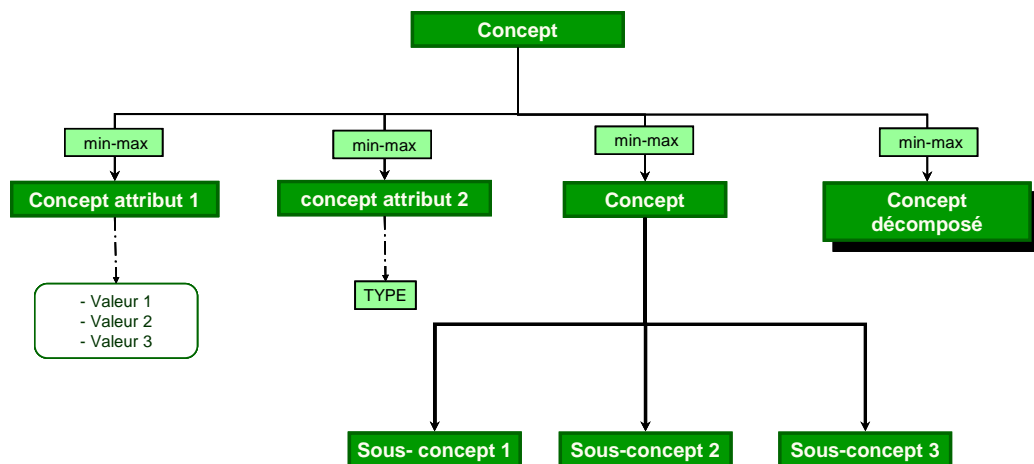 Concept
min-max
min-max
min-max
min-max
Concept attribut 1
concept attribut 2
Concept
Concept
décomposé
- Valeur 1
- Valeur 2
- Valeur 3
TYPE
Sous- concept 1
Sous-concept 2
Sous-concept 3